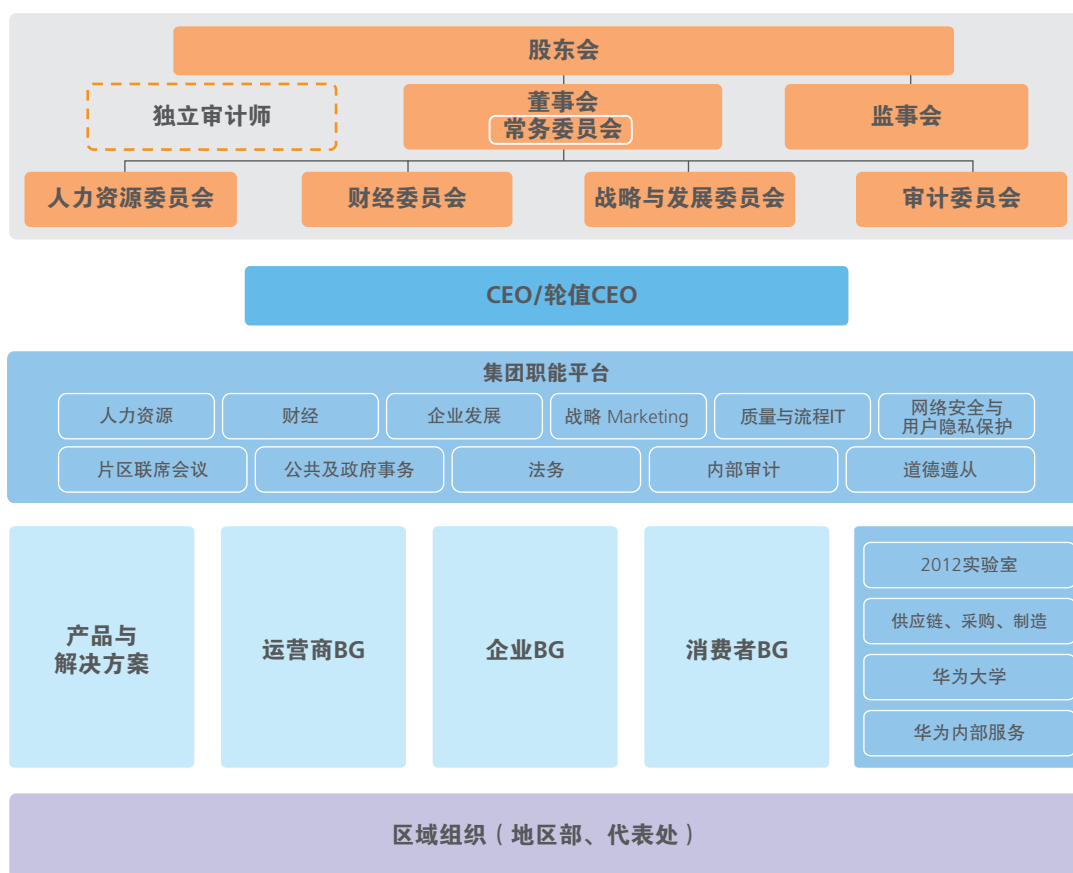 股东会
独立审计师
董事会
常务委员会
监事会
人力资源委员会
财经委员会
战略与发展委员会
审计委员会
CEO/轮值CEO
集团职能平台
人力资源
财经
企业发展
战略 Marketing
质量与流程IT
网络安全与
用户隐私保护
片区联席会议
公共及政府事务
法务
内部审计
道德遵从
产品与
解决方案
运营商BG
企业BG
消费者BG
2012实验室
供应链、采购、制造
华为大学
华为内部服务
区域组织（地区部、代表处）